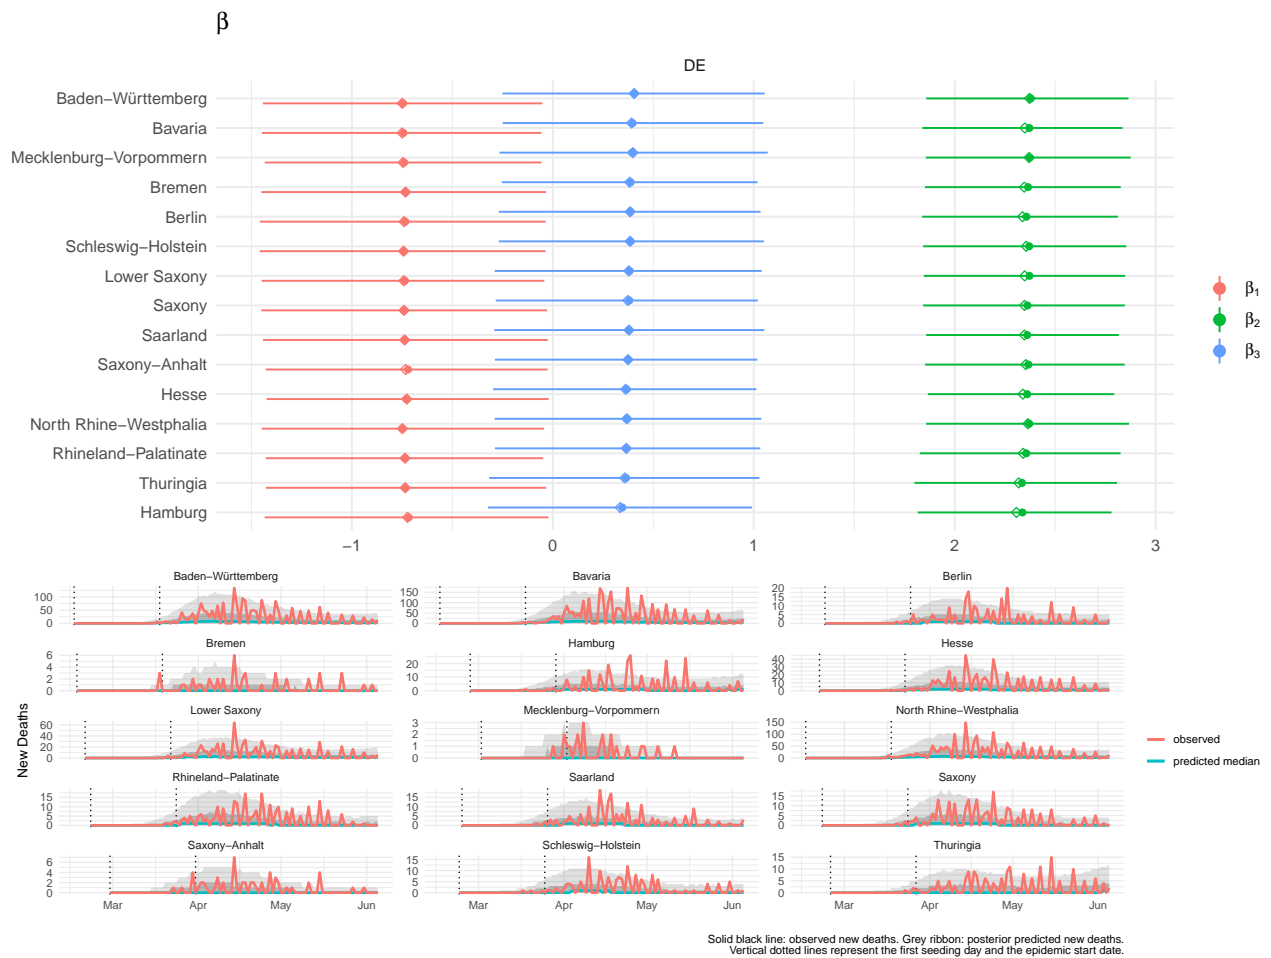 β
DE
Baden−Württemberg
Bavaria
Mecklenburg−Vorpommern
Bremen
Berlin
Schleswig−Holstein
Lower Saxony
Saxony
Saarland
Saxony−Anhalt
Hesse
North Rhine−Westphalia
Rhineland−Palatinate
Thuringia
Hamburg
−1 0 1 2 3
β1
β2
β3
New Deaths
Baden−Württemberg
100
50
0
Bavaria
150
100
50
0
Berlin
20
15
10
5
0
Bremen
6
4
2
0
Hamburg
20
10
0
Hesse
40
30
20
10
0
Lower Saxony
60
40
20
0
Mecklenburg−Vorpommern
3
2
1
0
North Rhine−Westphalia
150
100
50
0
Rhineland−Palatinate
15
10
5
0
Saarland
15
10
5
0
Saxony
15
10
5
0
Saxony−Anhalt
6
4
2
0
Schleswig−Holstein
15
10
5
0
Thuringia
15
10
5
0
Mar Apr May Jun
Mar Apr May Jun
Mar Apr May Jun
observed
predicted median
Solid black line: observed new deaths. Grey ribbon: posterior predicted new deaths.
Vertical dotted lines represent the first seeding day and the epidemic start date.